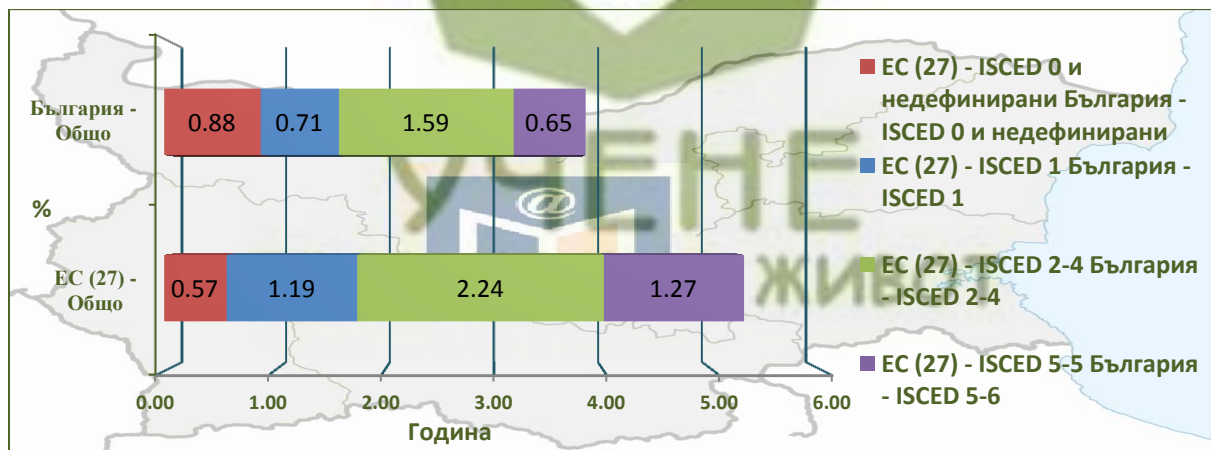 България -
Общо
0.88
0.71
1.59
0.65
%
ЕС (27) -
Общо
0.57
1.19
2.24
1.27
0.00
1.00
2.00
3.00
4.00
5.00
6.00
Година
ЕС (27) - ISCED 0 и
недефинирани България -
ISCED 0 и недефинирани
ЕС (27) - ISCED 1 България -
ISCED 1
ЕС (27) - ISCED 2-4 България
- ISCED 2-4
ЕС (27) - ISCED 5-5 България
- ISCED 5-6
УЧЕНЕ
@
ЖИВОТ